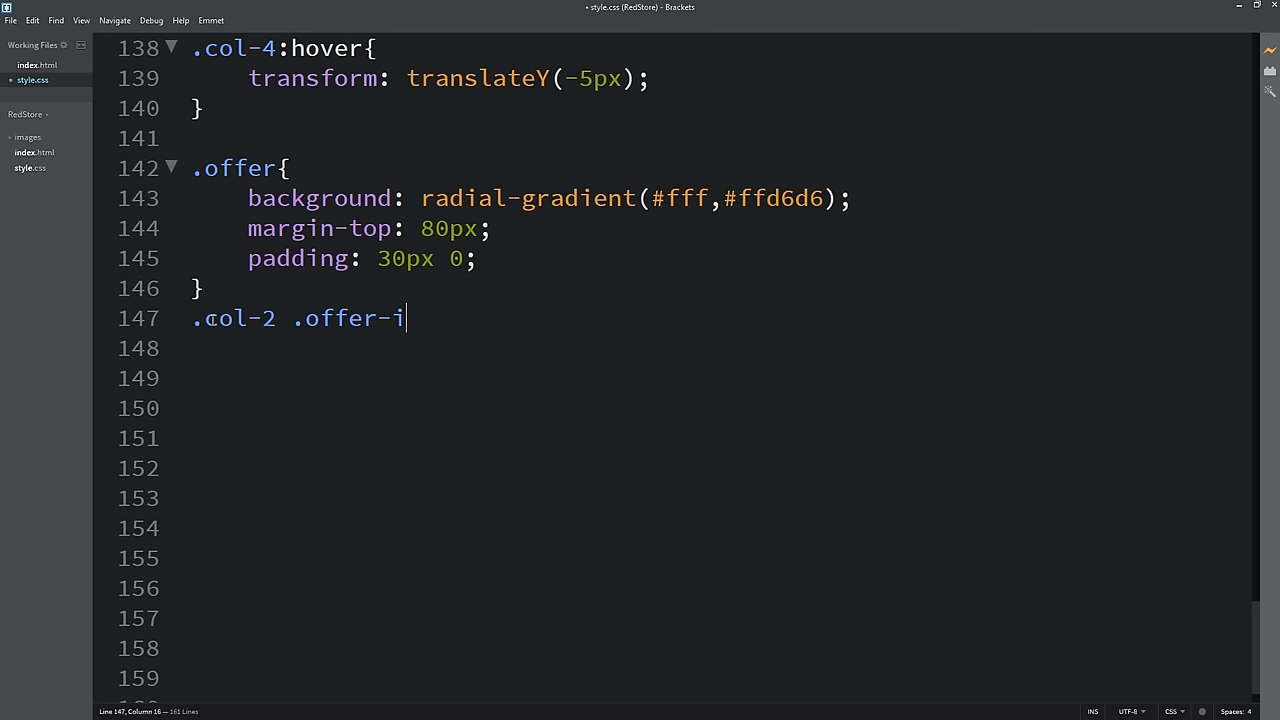 • style.css (RedStore) - Brackets
File Edit Find View Navigate Debug Help Emmet
Working Files
index.html
• style.css
RedStore
images
index.html
style.css
138 .col-4:hover{
139 transform: translateY(-5px);
140 }
141
142 .offer{
143 background: radial-gradient(#fff,#ffd6d6);
144 margin-top: 80px;
145 padding: 30px 0;
146 }
147 .col-2 .offer-i
148
149
150
151
152
153
154
155
156
157
158
159
Line 147, Column 16 — 161 Lines
INS UTF-8 CSS Spaces: 4